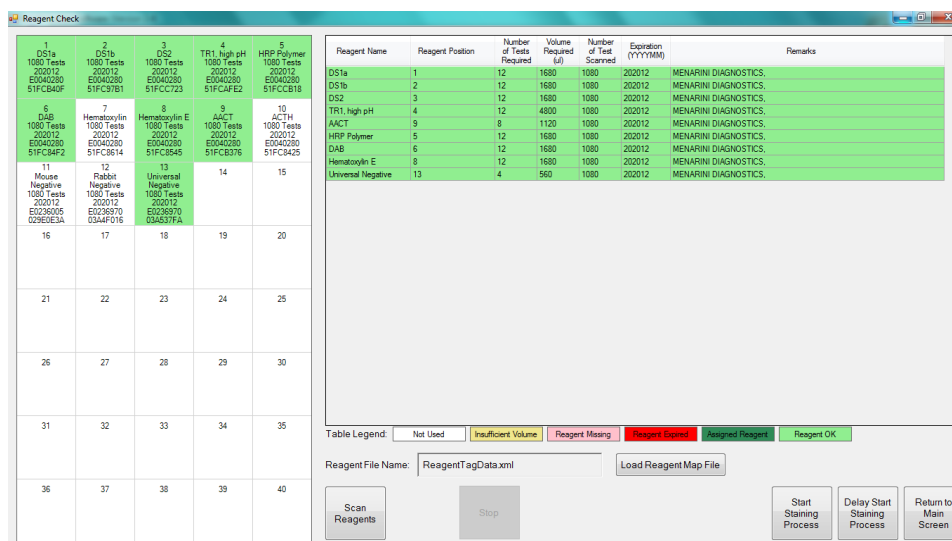 Reagent Check
1
DS1a
1080 Tests
202012
E0040280
51FCB40F
2
DS1b
1080 Tests
202012
E0040280
51FC97B1
3
DS2
1080 Tests
202012
E0040280
51FCC723
4
TR1, high pH
1080 Tests
202012
E0040280
51FCAFE2
5
HRP Polymer
1080 Tests
202012
E0040280
51FCCB18
6
DAB
1080 Tests
202012
E0040280
51FC84F2
7
Hematoxylin
1080 Tests
202012
E0040280
51FC8614
8
Hematoxylin E
1080 Tests
202012
E0040280
51FC8545
9
AACT
1080 Tests
202012
E0040280
51FCB376
10
ACTH
1080 Tests
202012
E0040280
51FC8425
11
Mouse
Negative
1080 Tests
202012
E0236005
029E0E3A
12
Rabbit
Negative
1080 Tests
202012
E0236970
03A4F016
13
Universal
Negative
1080 Tests
202012
E0236970
03A537FA
14
15
16 17 18 19 20
21 22 23 24 25
26 27 28 29 30
31 32 33 34 35
36 37 38 39 40
Reagent Name
Reagent Position
Number
of Tests
Required
Volume
Required
(ul)
Number
of Test
Scanned
Expiration
(YYYYMM)
Remarks
DS1a 1 12 1680 1080 202012 MENARINI DIAGNOSTICS,
DS1b 2 12 1680 1080 202012 MENARINI DIAGNOSTICS,
DS2 3 12 1680 1080 202012 MENARINI DIAGNOSTICS,
TR1, high pH 4 12 4800 1080 202012 MENARINI DIAGNOSTICS,
AACT 9 8 1120 1080 202012 MENARINI DIAGNOSTICS,
HRP Polymer 5 12 1680 1080 202012 MENARINI DIAGNOSTICS,
DAB 6 12 1680 1080 202012 MENARINI DIAGNOSTICS,
Hematoxylin E 8 12 1680 1080 202012 MENARINI DIAGNOSTICS,
Universal Negative 13 4 560 1080 202012 MENARINI DIAGNOSTICS,
Table Legend: Not Used Insufficient Volume Reagent Missing Reagent Expired Assigned Reagent Reagent OK
Reagent File Name: ReagentTagData.xml Load Reagent Map File
Scan
Reagents
Stop
Start
Staining
Process
Delay Start
Staining
Process
Return to
Main
Screen